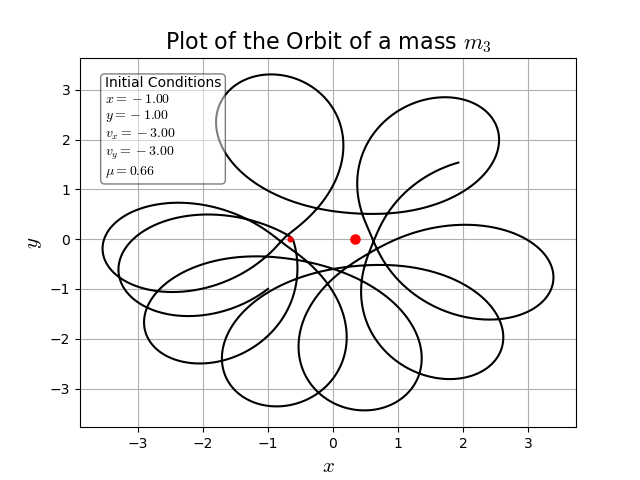 Plot of the Orbit of a mass m₃
Initial Conditions
x = −1.00
y = −1.00
vₓ = −3.00
v_y = −3.00
μ = 0.66
3
2
1
0
−1
−2
−3
y
−3 −2 −1 0 1 2 3
x